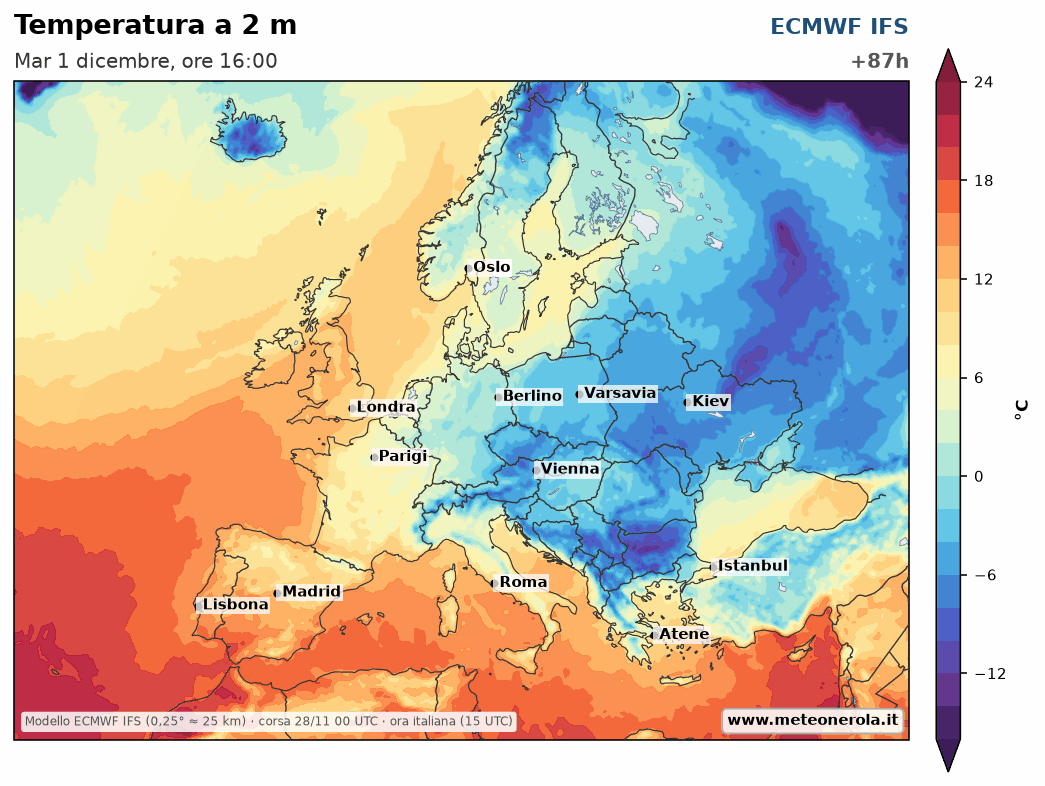 Temperatura a 2 m
ECMWF IFS
Mar 1 dicembre, ore 16:00
+87h
24
18
12
6
0
−6
−12
°C
Oslo
Londra
Berlino
Varsavia
Kiev
Parigi
Vienna
Istanbul
Roma
Madrid
Lisbona
Atene
Modello ECMWF IFS (0,25° ≈ 25 km) · corsa 28/11 00 UTC · ora italiana (15 UTC)
www.meteonerola.it